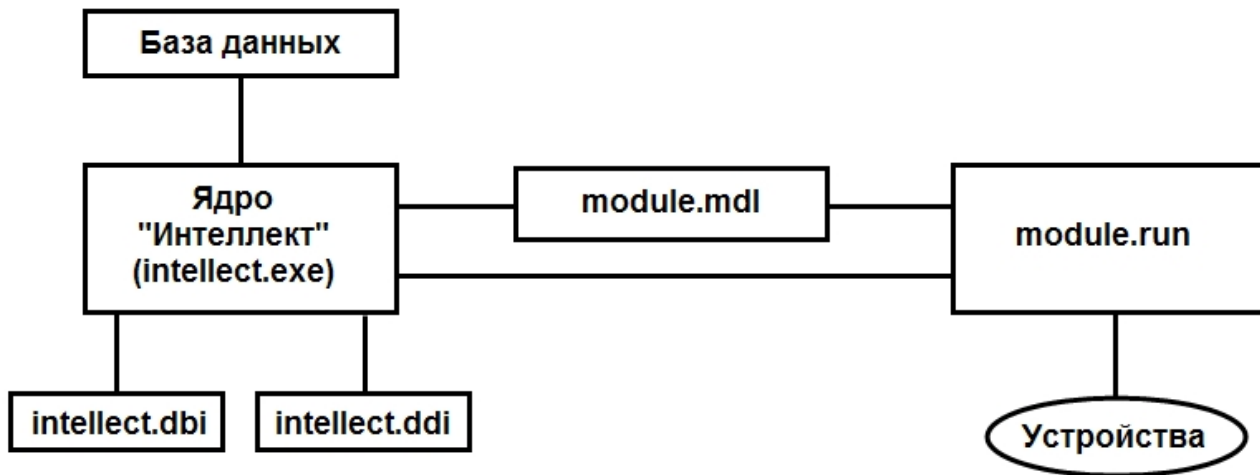 База данных
Ядро
"Интеллект"
(intellect.exe)
module.mdl
module.run
intellect.dbi
intellect.ddi
Устройства